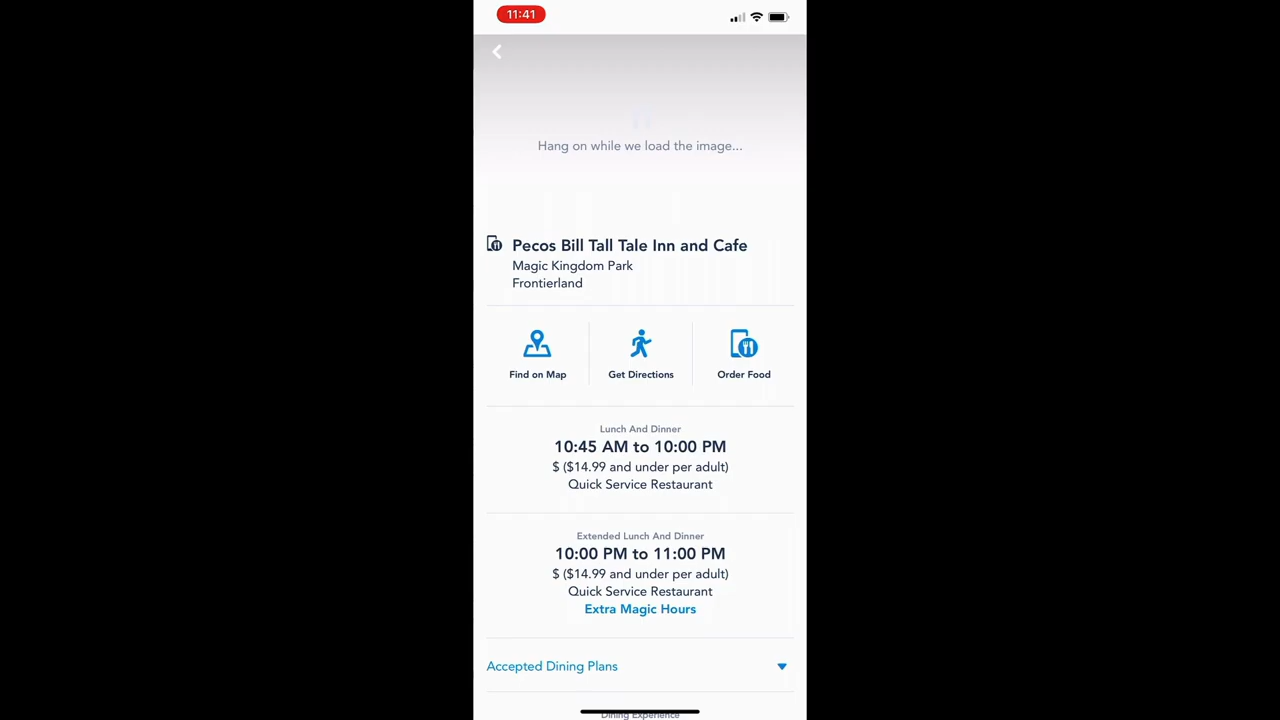 11:41
Hang on while we load the image...
Pecos Bill Tall Tale Inn and Cafe
Magic Kingdom Park
Frontierland
Find on Map
Get Directions
Order Food
Lunch And Dinner
10:45 AM to 10:00 PM
$ ($14.99 and under per adult)
Quick Service Restaurant
Extended Lunch And Dinner
10:00 PM to 11:00 PM
$ ($14.99 and under per adult)
Quick Service Restaurant
Extra Magic Hours
Accepted Dining Plans
Dining Experience